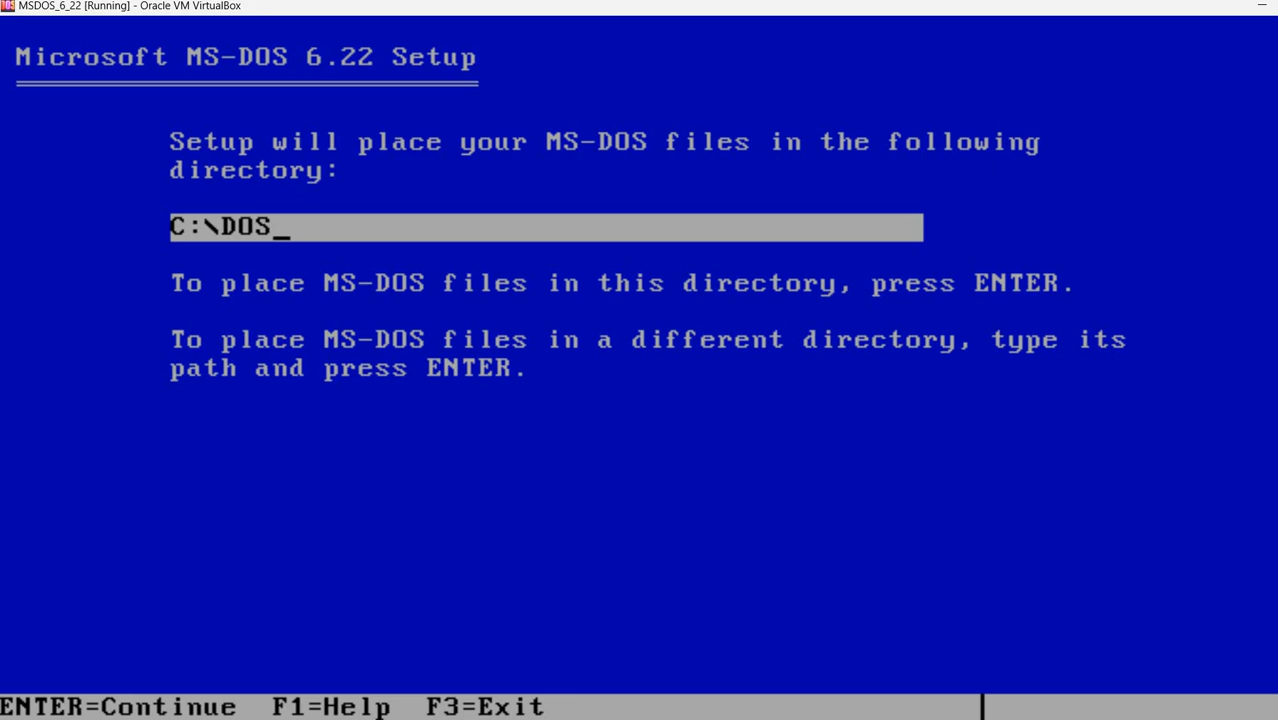 MSDOS_6_22 [Running] - Oracle VM VirtualBox
Microsoft MS-DOS 6.22 Setup
Setup will place your MS-DOS files in the following
directory:
C:\DOS_
To place MS-DOS files in this directory, press ENTER.
To place MS-DOS files in a different directory, type its
path and press ENTER.
ENTER=Continue F1=Help F3=Exit